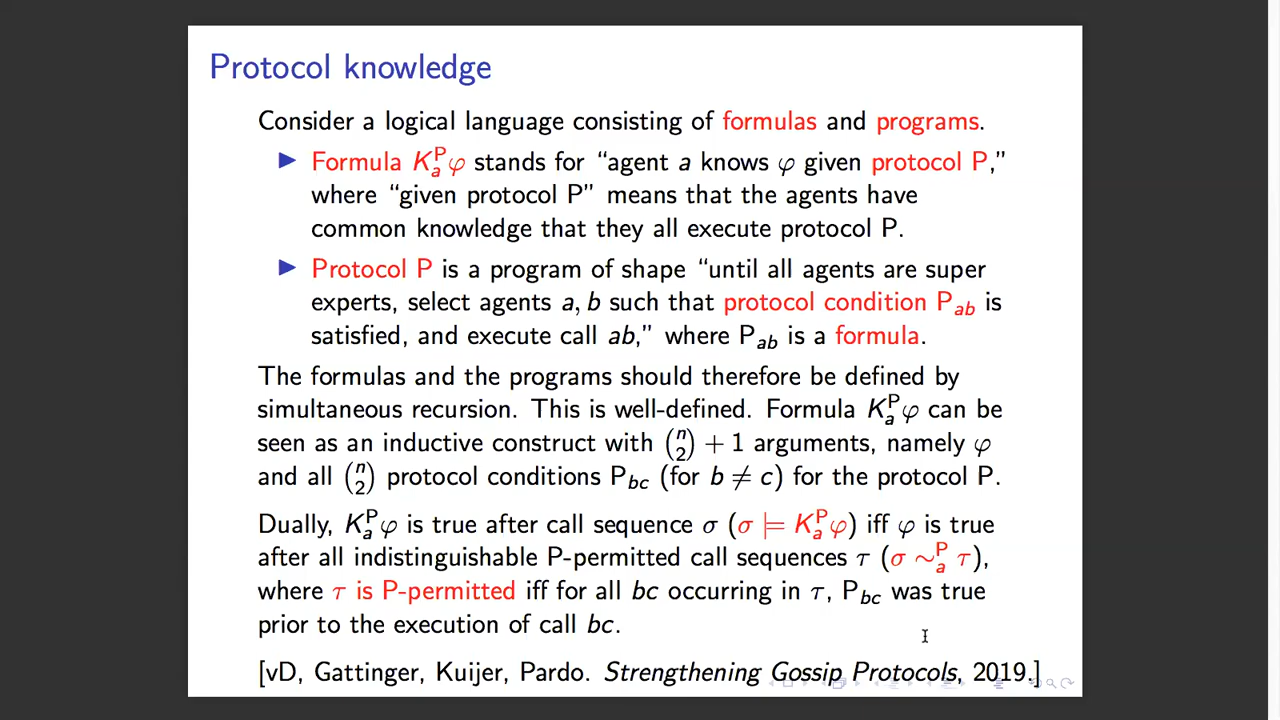 Protocol knowledge
Consider a logical language consisting of formulas and programs.
▶ Formula K_a^P φ stands for “agent a knows φ given protocol P,”
where “given protocol P” means that the agents have
common knowledge that they all execute protocol P.
▶ Protocol P is a program of shape “until all agents are super
experts, select agents a, b such that protocol condition P_ab is
satisfied, and execute call ab,” where P_ab is a formula.
The formulas and the programs should therefore be defined by
simultaneous recursion. This is well-defined. Formula K_a^P φ can be
seen as an inductive construct with (n 2) + 1 arguments, namely φ
and all (n 2) protocol conditions P_bc (for b ≠ c) for the protocol P.
Dually, K_a^P φ is true after call sequence σ (σ ⊨ K_a^P φ) iff φ is true
after all indistinguishable P-permitted call sequences τ (σ ∼_a^P τ),
where τ is P-permitted iff for all bc occurring in τ, P_bc was true
prior to the execution of call bc.
[vD, Gattinger, Kuijer, Pardo. Strengthening Gossip Protocols, 2019.]